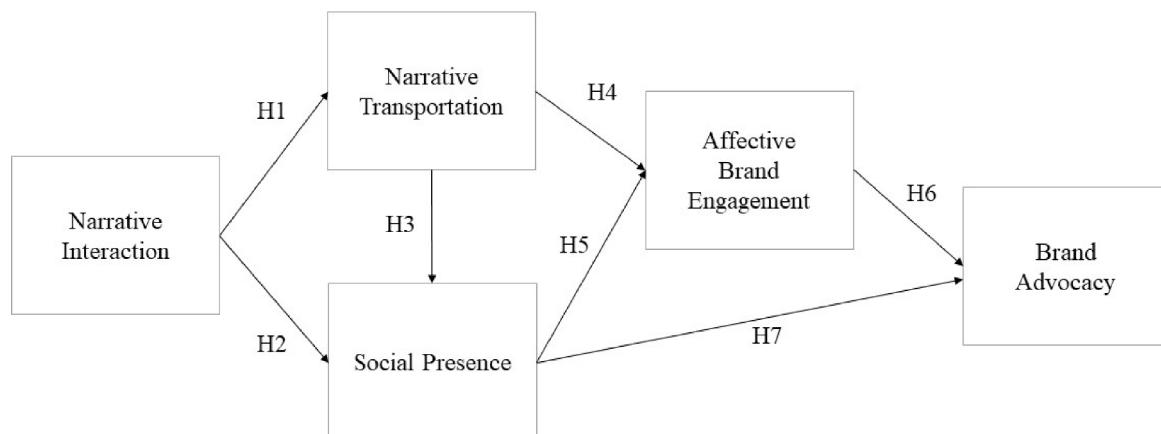 Narrative
Interaction
H1
H2
Narrative
Transportation
H3
Social Presence
H4
H5
Affective
Brand
Engagement
H6
H7
Brand
Advocacy